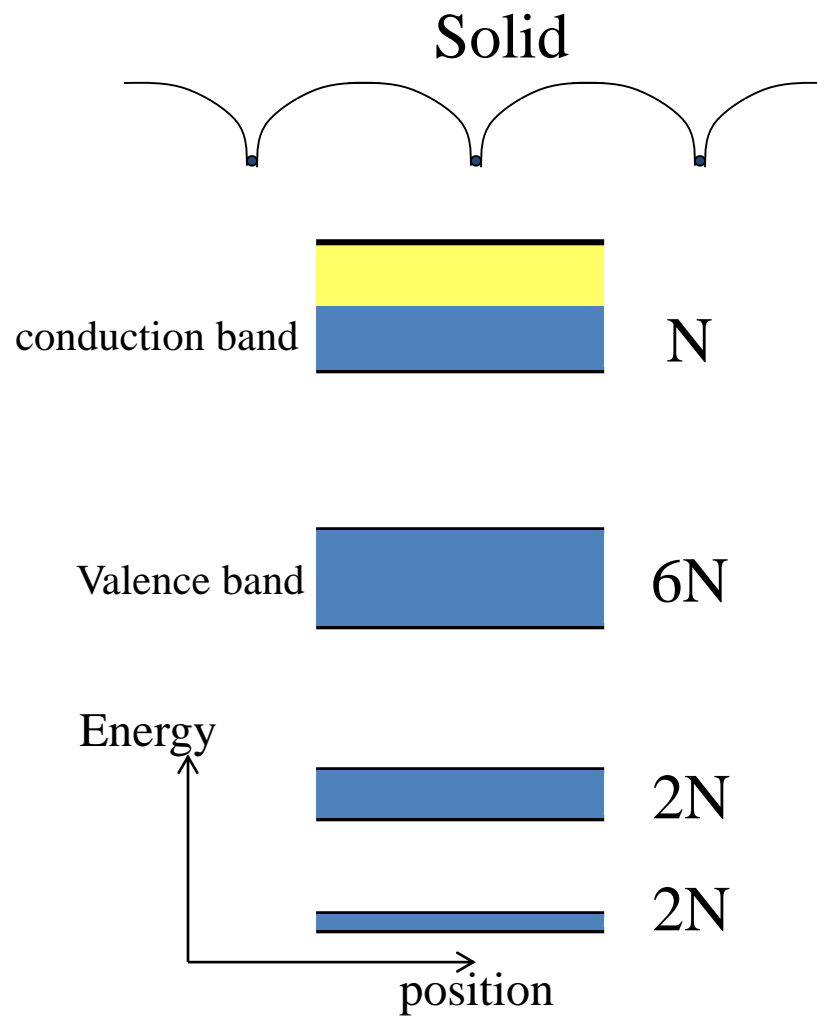 Solid
conduction band
N
Valence band
6N
Energy
2N
2N
position